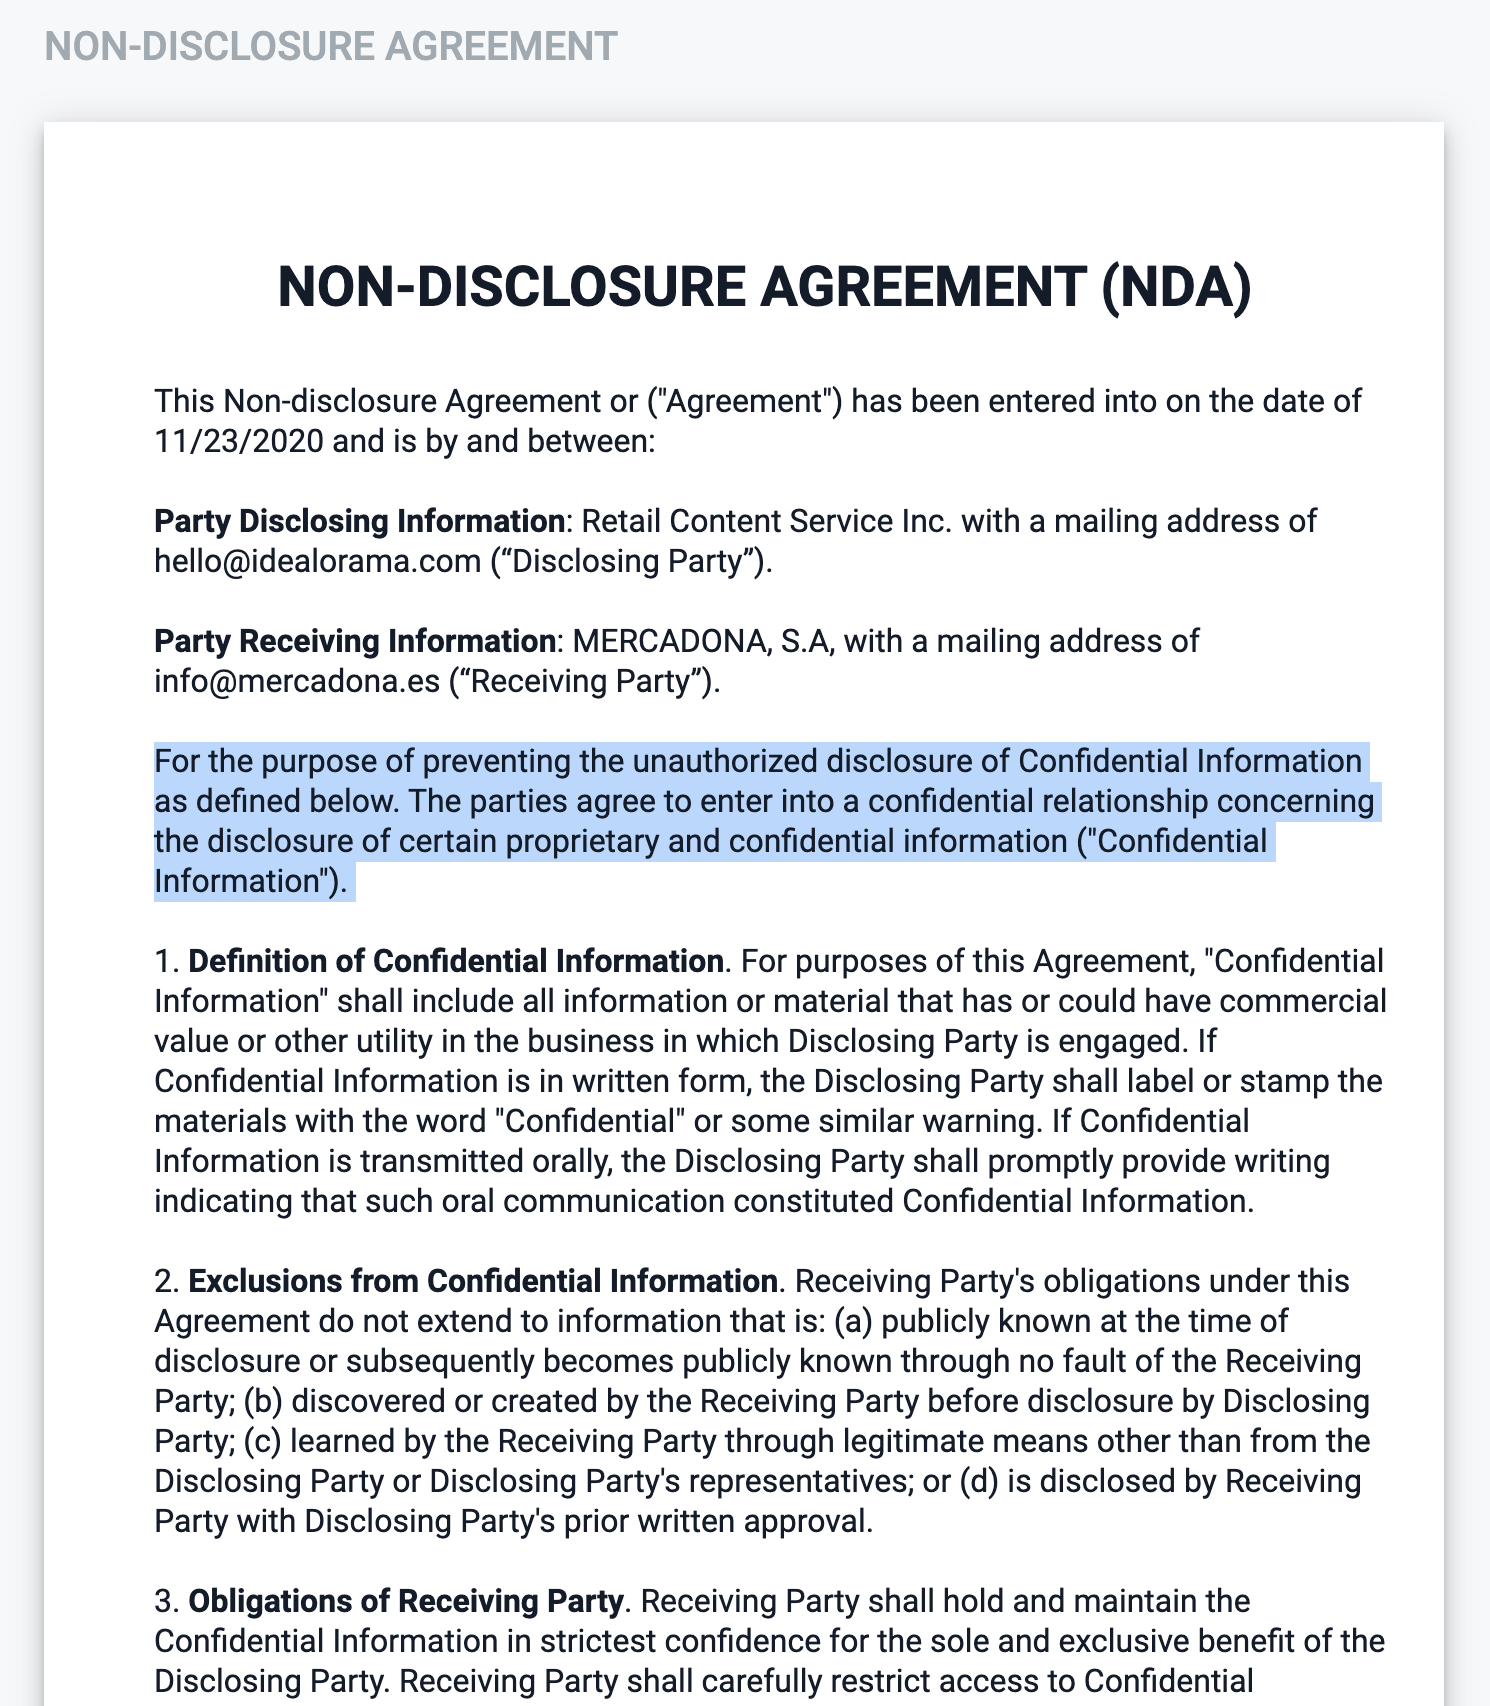 NON-DISCLOSURE AGREEMENT
NON-DISCLOSURE AGREEMENT (NDA)
This Non-disclosure Agreement or ("Agreement") has been entered into on the date of
11/23/2020 and is by and between:
Party Disclosing Information: Retail Content Service Inc. with a mailing address of
hello@idealorama.com (“Disclosing Party”).
Party Receiving Information: MERCADONA, S.A, with a mailing address of
info@mercadona.es (“Receiving Party”).
For the purpose of preventing the unauthorized disclosure of Confidential Information
as defined below. The parties agree to enter into a confidential relationship concerning
the disclosure of certain proprietary and confidential information ("Confidential
Information").
1. Definition of Confidential Information. For purposes of this Agreement, "Confidential
Information" shall include all information or material that has or could have commercial
value or other utility in the business in which Disclosing Party is engaged. If
Confidential Information is in written form, the Disclosing Party shall label or stamp the
materials with the word "Confidential" or some similar warning. If Confidential
Information is transmitted orally, the Disclosing Party shall promptly provide writing
indicating that such oral communication constituted Confidential Information.
2. Exclusions from Confidential Information. Receiving Party's obligations under this
Agreement do not extend to information that is: (a) publicly known at the time of
disclosure or subsequently becomes publicly known through no fault of the Receiving
Party; (b) discovered or created by the Receiving Party before disclosure by Disclosing
Party; (c) learned by the Receiving Party through legitimate means other than from the
Disclosing Party or Disclosing Party's representatives; or (d) is disclosed by Receiving
Party with Disclosing Party's prior written approval.
3. Obligations of Receiving Party. Receiving Party shall hold and maintain the
Confidential Information in strictest confidence for the sole and exclusive benefit of the
Disclosing Party. Receiving Party shall carefully restrict access to Confidential